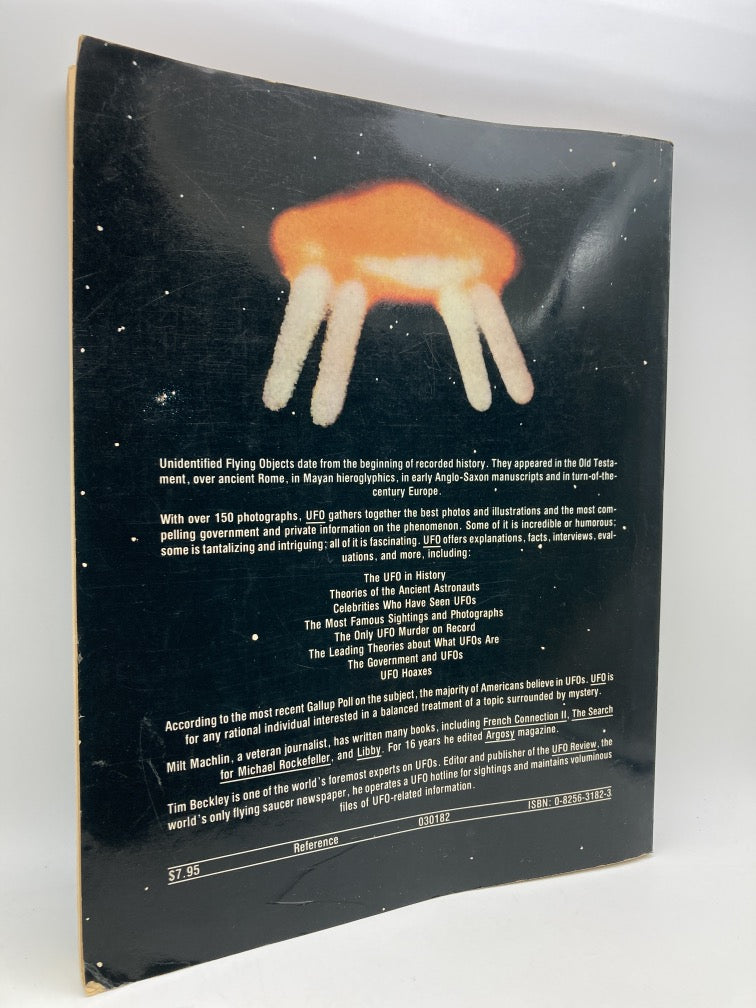 Unidentified Flying Objects date from the beginning of recorded history. They appeared in the Old Testa-
ment, over ancient Rome, in Mayan hieroglyphics, in early Anglo-Saxon manuscripts and in turn-of-the-
century Europe.
With over 150 photographs, UFO gathers together the best photos and illustrations and the most com-
pelling government and private information on the phenomenon. Some of it is incredible or humorous;
some is tantalizing and intriguing; all of it is fascinating. UFO offers explanations, facts, interviews, eval-
uations, and more, including:
The UFO in History
Theories of the Ancient Astronauts
Celebrities Who Have Seen UFOs
The Most Famous Sightings and Photographs
The Only UFO Murder on Record
The Leading Theories about What UFOs Are
The Government and UFOs
UFO Hoaxes
According to the most recent Gallup Poll on the subject, the majority of Americans believe in UFOs. UFO is
for any rational individual interested in a balanced treatment of a topic surrounded by mystery.
Milt Machlin, a veteran journalist, has written many books, including French Connection II, The Search
for Michael Rockefeller, and Libby. For 16 years he edited Argosy magazine.
Tim Beckley is one of the world's foremost experts on UFOs. Editor and publisher of the UFO Review, the
world's only flying saucer newspaper, he operates a UFO hotline for sightings and maintains voluminous
files of UFO-related information.
$7.95 Reference 030182 ISBN: 0-8256-3182-3